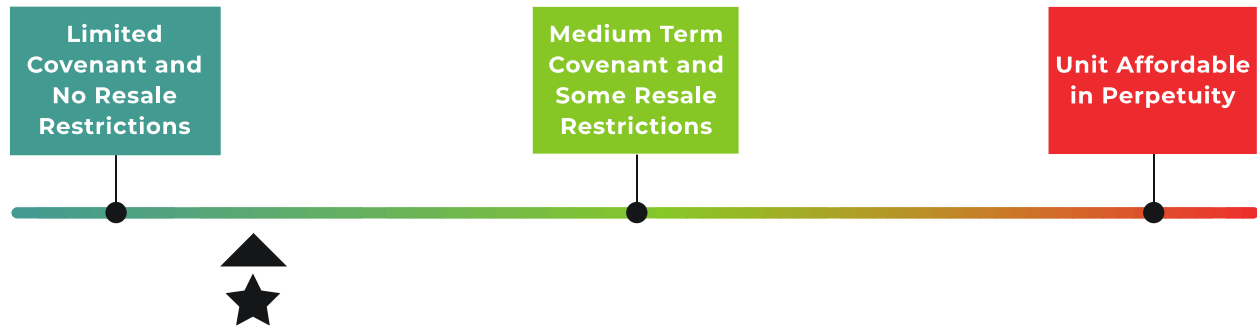 Limited
Covenant and
No Resale
Restrictions
Medium Term
Covenant and
Some Resale
Restrictions
Unit Affordable
in Perpetuity